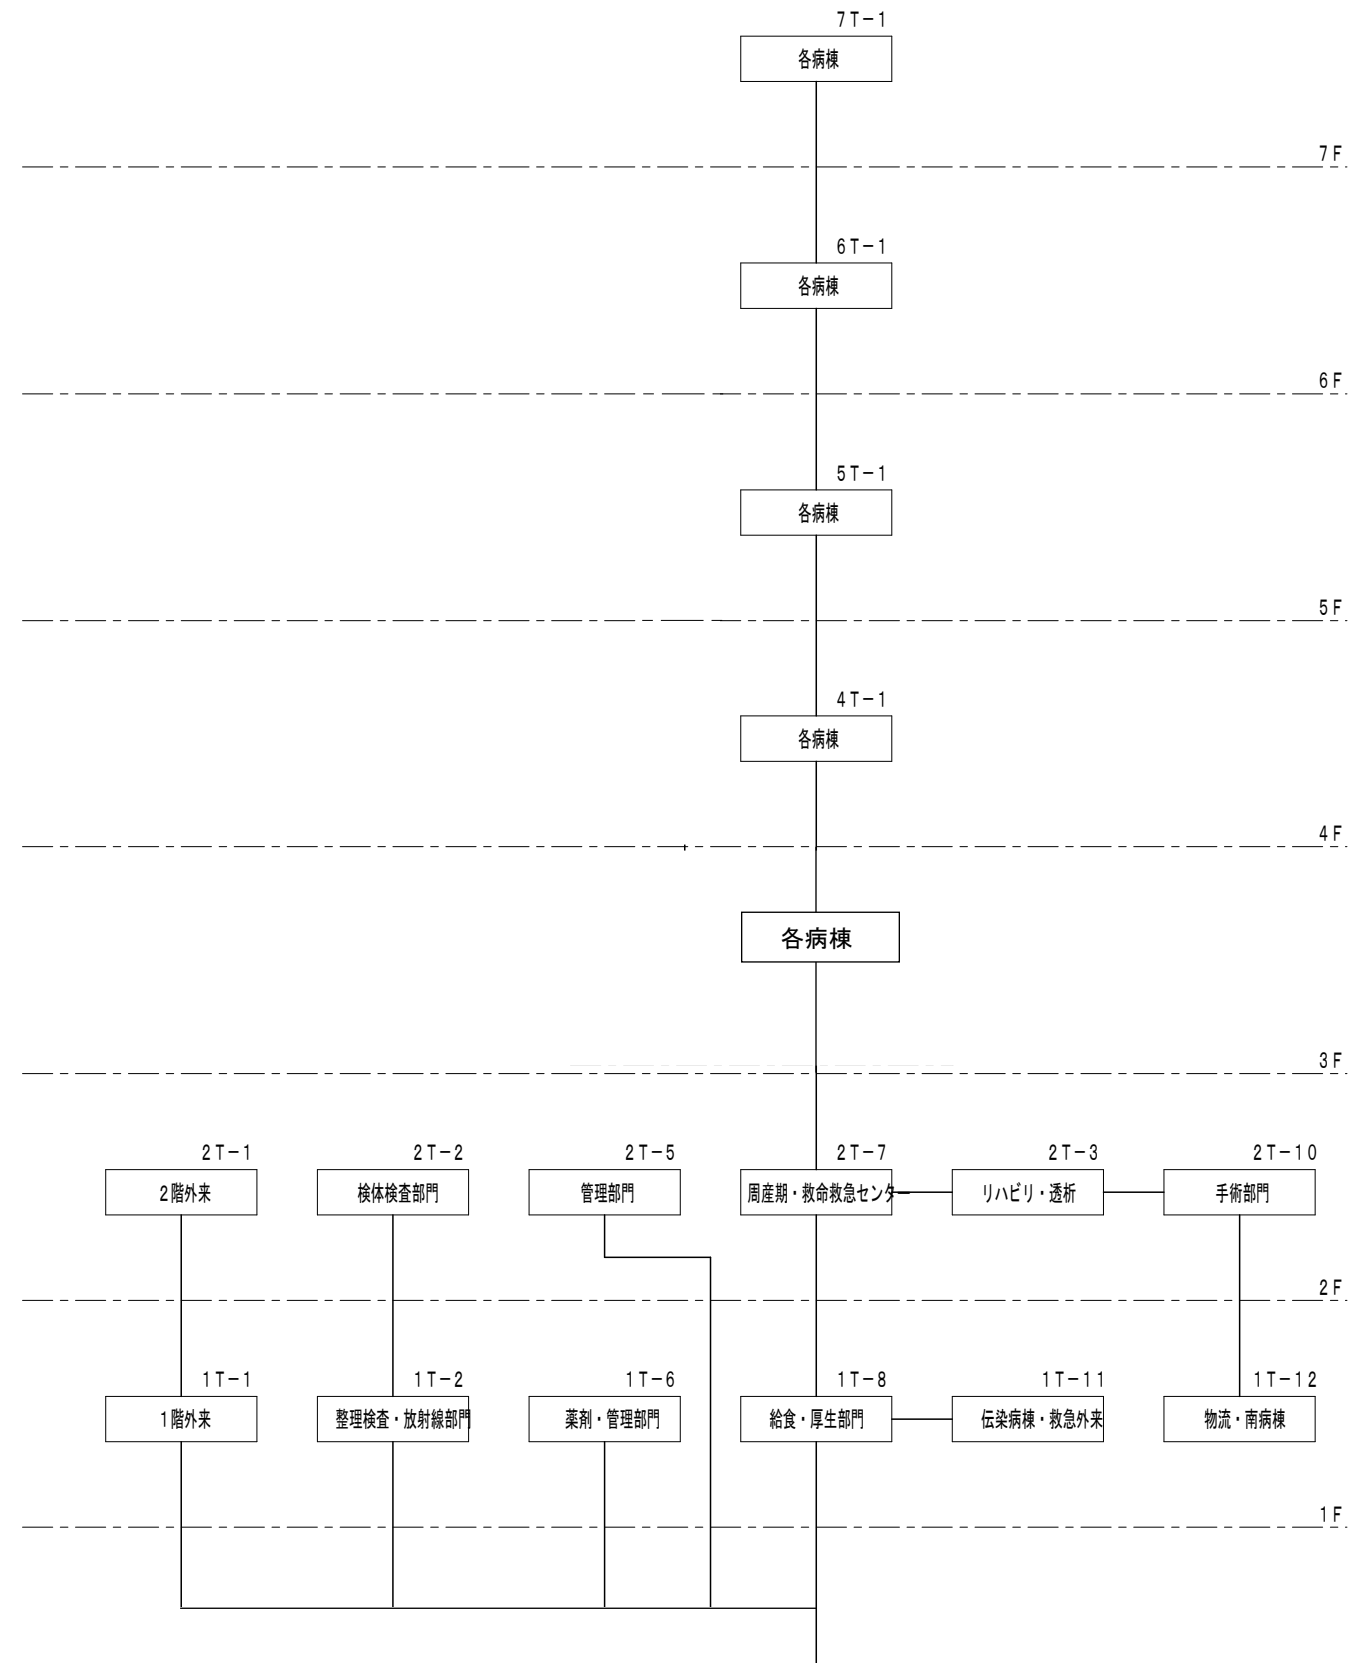 7T-1
各病棟
7F
6T-1
各病棟
6F
5T-1
各病棟
5F
4T-1
各病棟
4F
各病棟
3F
2T-1 2T-2 2T-5 2T-7 2T-3 2T-10
2階外来 検体検査部門 管理部門 周産期・救命救急センター リハビリ・透析 手術部門
2F
1T-1 1T-2 1T-6 1T-8 1T-11 1T-12
1階外来 整理検査・放射線部門 薬剤・管理部門 給食・厚生部門 伝染病棟・救急外来 物流・南病棟
1F